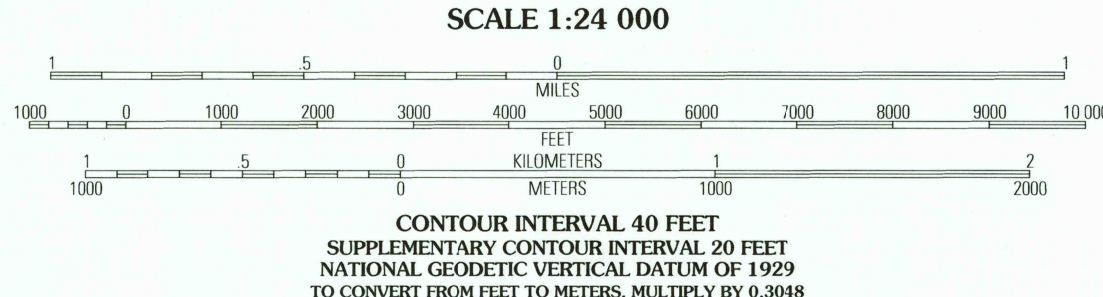 SCALE 1:24 000
1 .5 0 1
MILES
1000 0 1000 2000 3000 4000 5000 6000 7000 8000 9000 10 000
FEET
1 .5 0 KILOMETERS 1 2
1000 0 METERS 1000 2000
CONTOUR INTERVAL 40 FEET
SUPPLEMENTARY CONTOUR INTERVAL 20 FEET
NATIONAL GEODETIC VERTICAL DATUM OF 1929
TO CONVERT FROM FEET TO METERS, MULTIPLY BY 0.3048